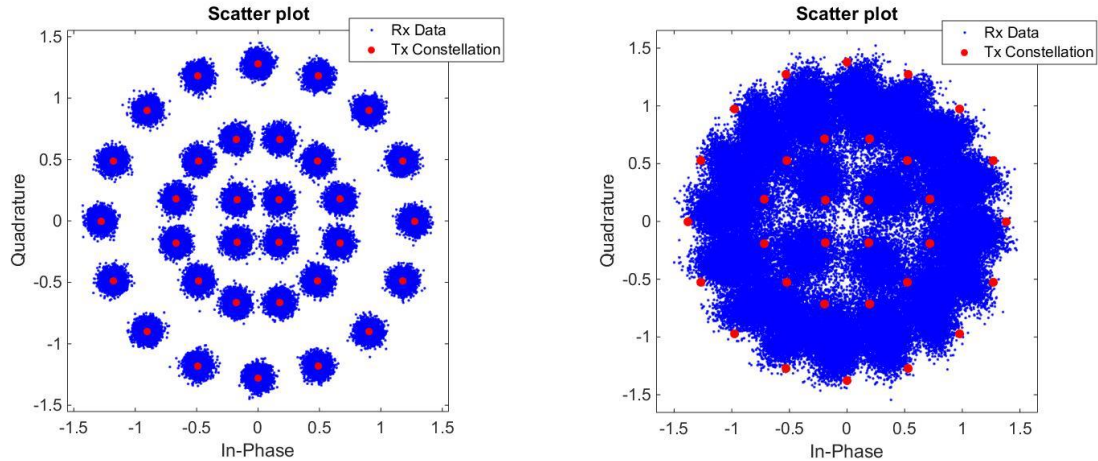 Scatter plot
Rx Data
Tx Constellation
1.5
1
0.5
0
-0.5
-1
-1.5
Quadrature
-1.5 -1 -0.5 0 0.5 1 1.5
In-Phase
Scatter plot
Rx Data
Tx Constellation
1.5
1
0.5
0
-0.5
-1
-1.5
Quadrature
-1.5 -1 -0.5 0 0.5 1 1.5
In-Phase